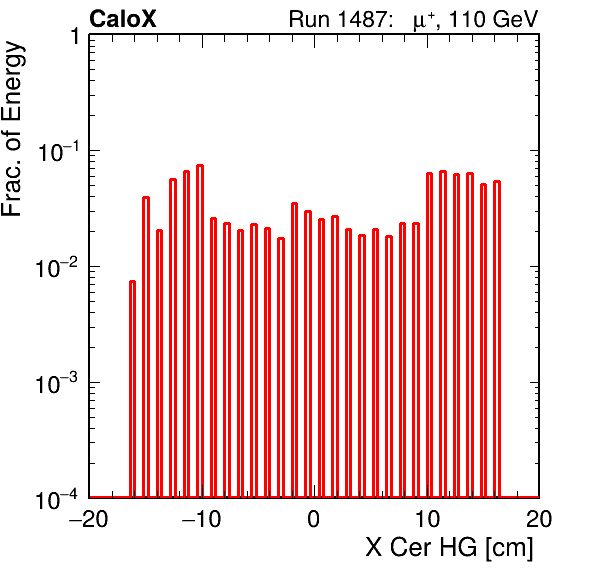 CaloX Run 1487: μ⁺, 110 GeV
Frac. of Energy
1
10⁻¹
10⁻²
10⁻³
10⁻⁴
−20 −10 0 10 20
X Cer HG [cm]